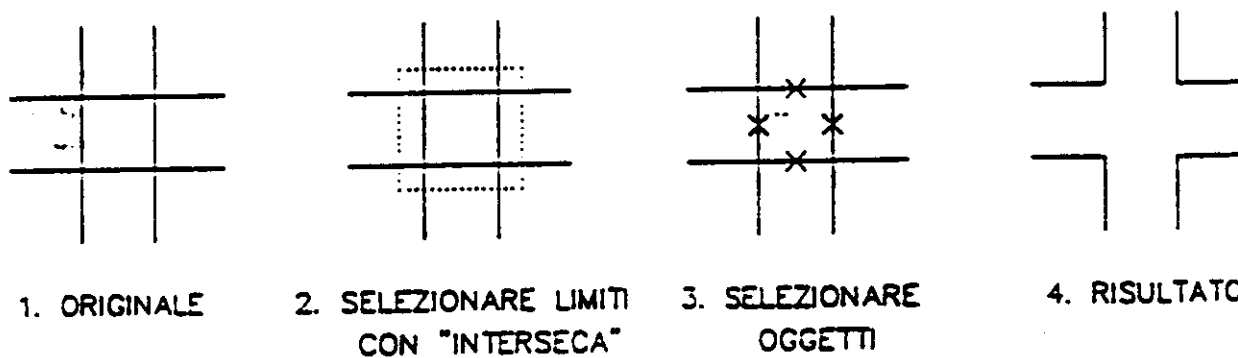 1. ORIGINALE
2. SELEZIONARE LIMITI
CON "INTERSECA"
3. SELEZIONARE
OGGETTI
4. RISULTATO